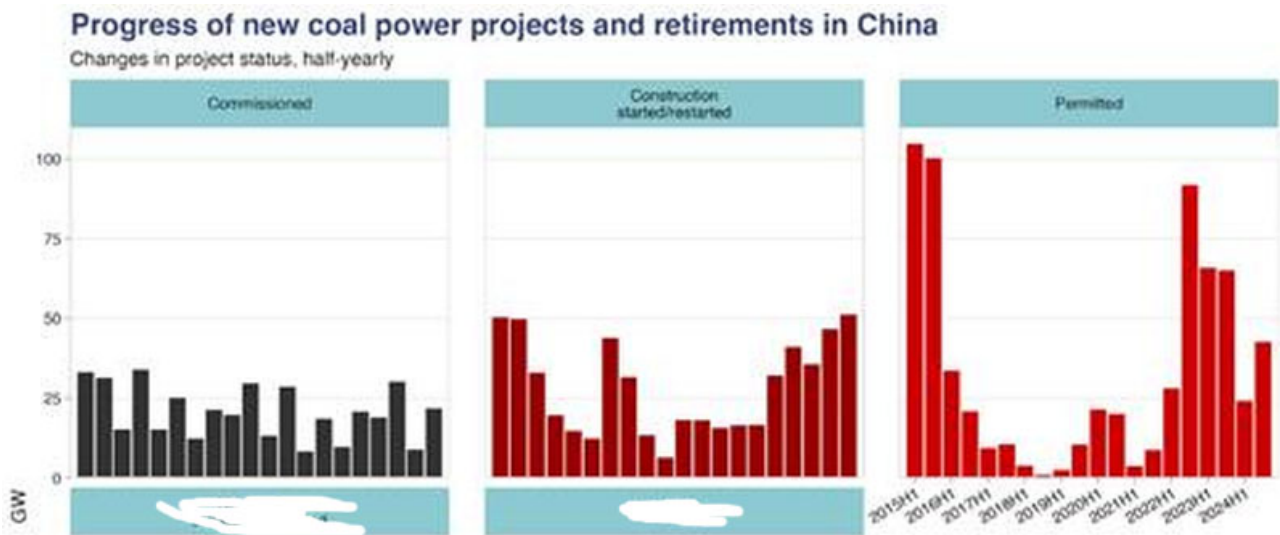 Progress of new coal power projects and retirements in China
Changes in project status, half-yearly
Commissioned
Construction
started/restarted
Permitted
100
75
50
25
0
GW
2015H1
2016H1
2017H1
2018H1
2019H1
2020H1
2021H1
2022H1
2023H1
2024H1